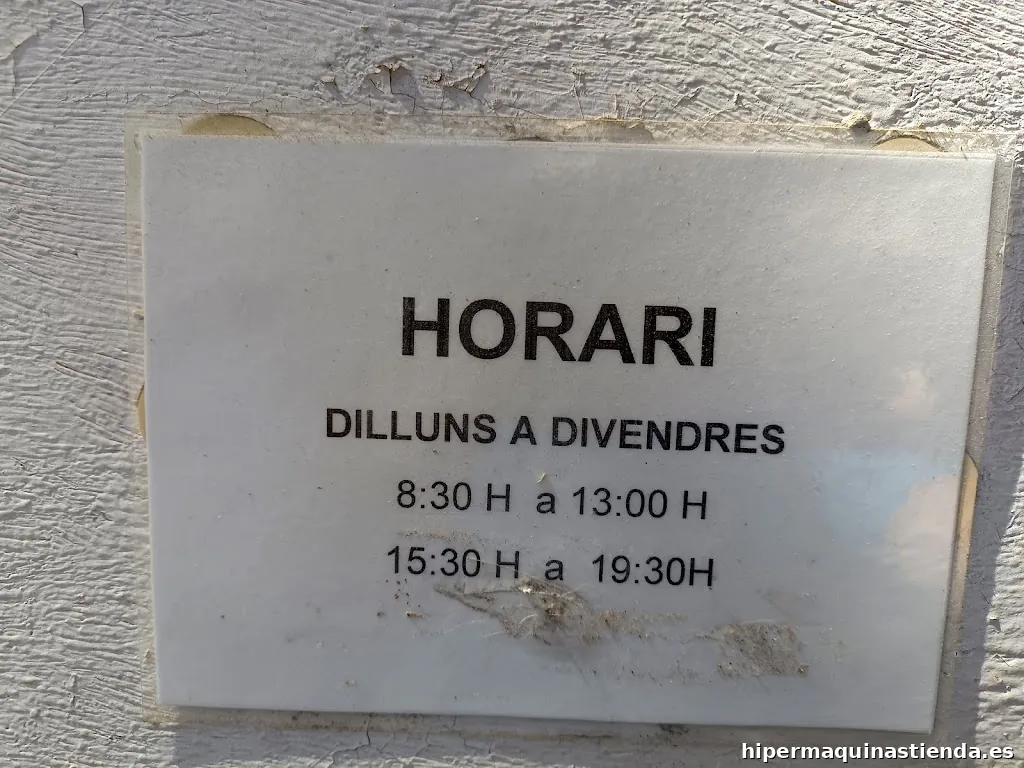 HORARI
DILLUNS A DIVENDRES
8:30 H a 13:00 H
15:30 H a 19:30H
hipermaquinastienda.es